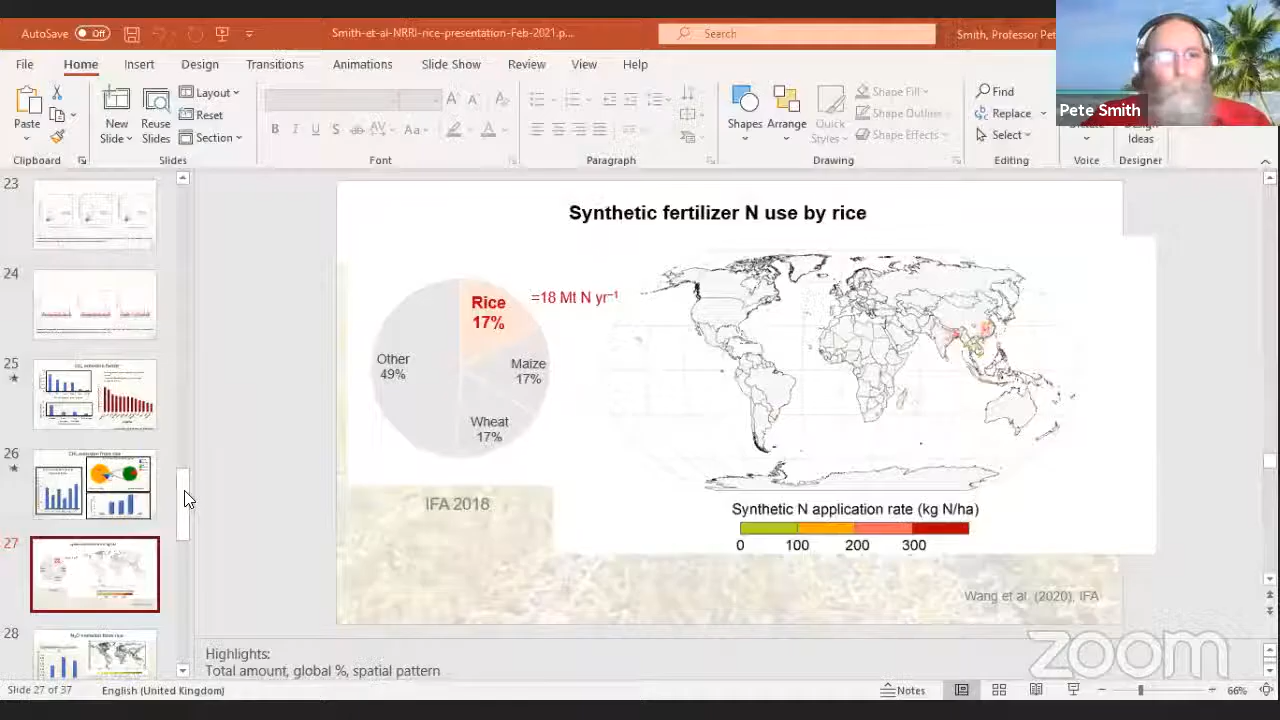 AutoSave Off Smith-et-al-NRRI-rice-presentation-Feb-2021.p... Search Smith, Professor Pet
File Home Insert Design Transitions Animations Slide Show Review View Help
Pete Smith
Paste
New Slide
Reuse Slides
Layout
Reset
Section
B I U S ab AV Aa A
Shapes Arrange Quick Styles
Shape Fill
Shape Outline
Shape Effects
Find
Replace
Select
Ideas
Clipboard Slides Font Paragraph Drawing Editing Voice Designer
23
24
25
26
27
28
Synthetic fertilizer N use by rice
Rice
17%
=18 Mt N yr⁻¹
Other
49%
Maize
17%
Wheat
17%
IFA 2018
Synthetic N application rate (kg N/ha)
0 100 200 300
Wang et al. (2020), IFA
zoom
Highlights:
Total amount, global %, spatial pattern
Slide 27 of 37 English (United Kingdom) Notes 66%